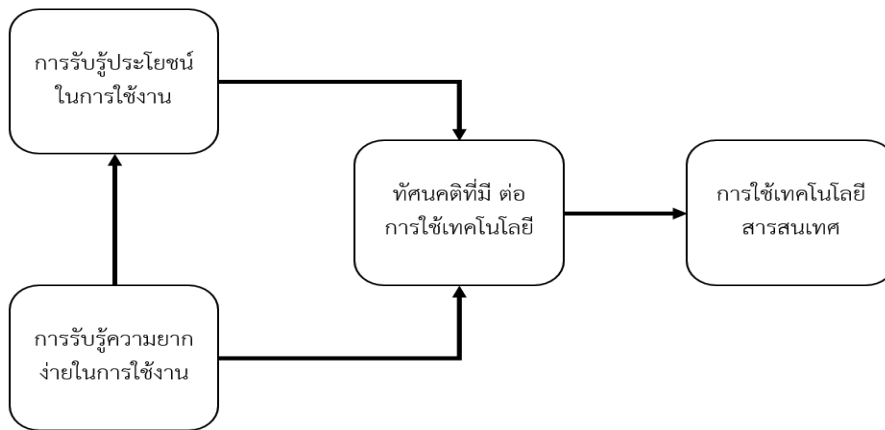 การรับรู้ประโยชน์
ในการใช้งาน
ทัศนคติที่มี ต่อ
การใช้เทคโนโลยี
การใช้เทคโนโลยี
สารสนเทศ
การรับรู้ความยาก
ง่ายในการใช้งาน